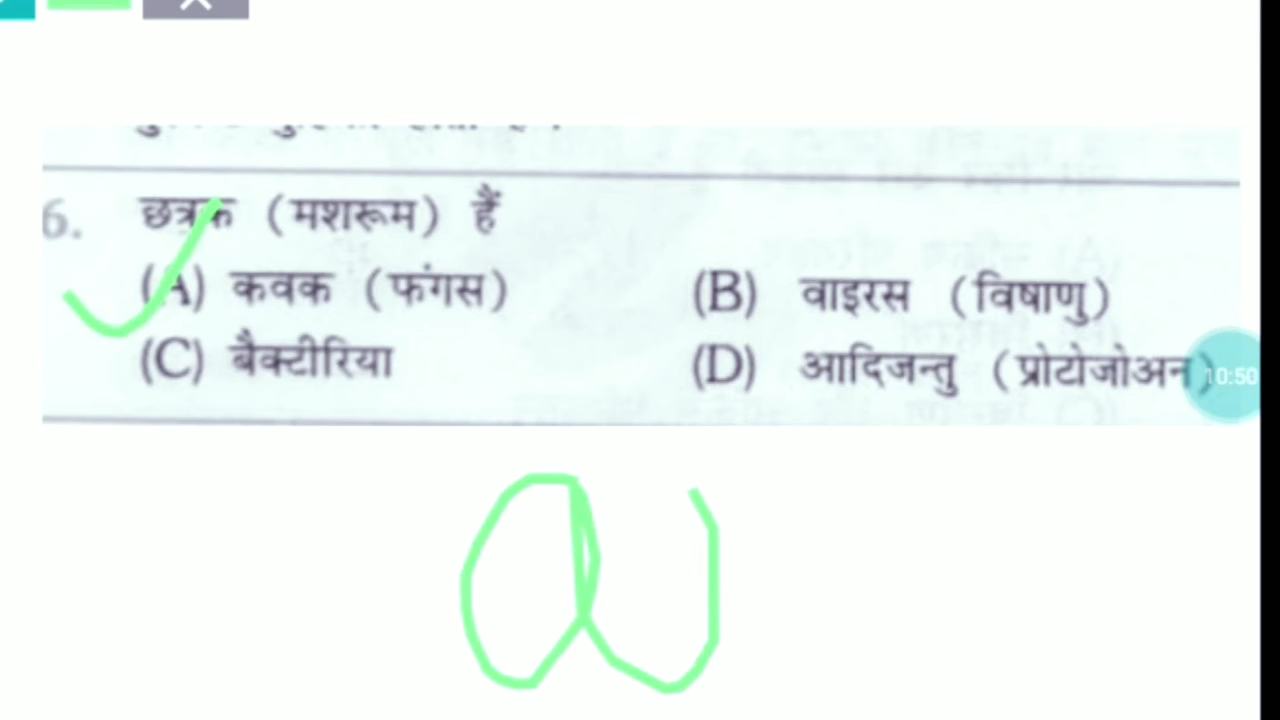 6. छत्रक (मशरूम) हैं
(A) कवक (फंगस) (B) वाइरस (विषाणु)
(C) बैक्टीरिया (D) आदिजन्तु (प्रोटोजोअन)
10:50
a